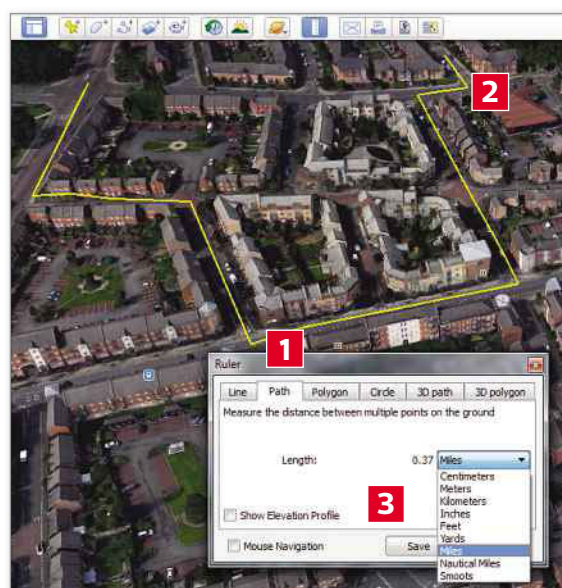 2
1
Ruler
Line Path Polygon Circle 3D path 3D polygon
Measure the distance between multiple points on the ground
Length: 0.37 Miles
Centimeters
Meters
Kilometers
Inches
Feet
Yards
Miles
Nautical Miles
Smoots
3
Show Elevation Profile
Mouse Navigation Save